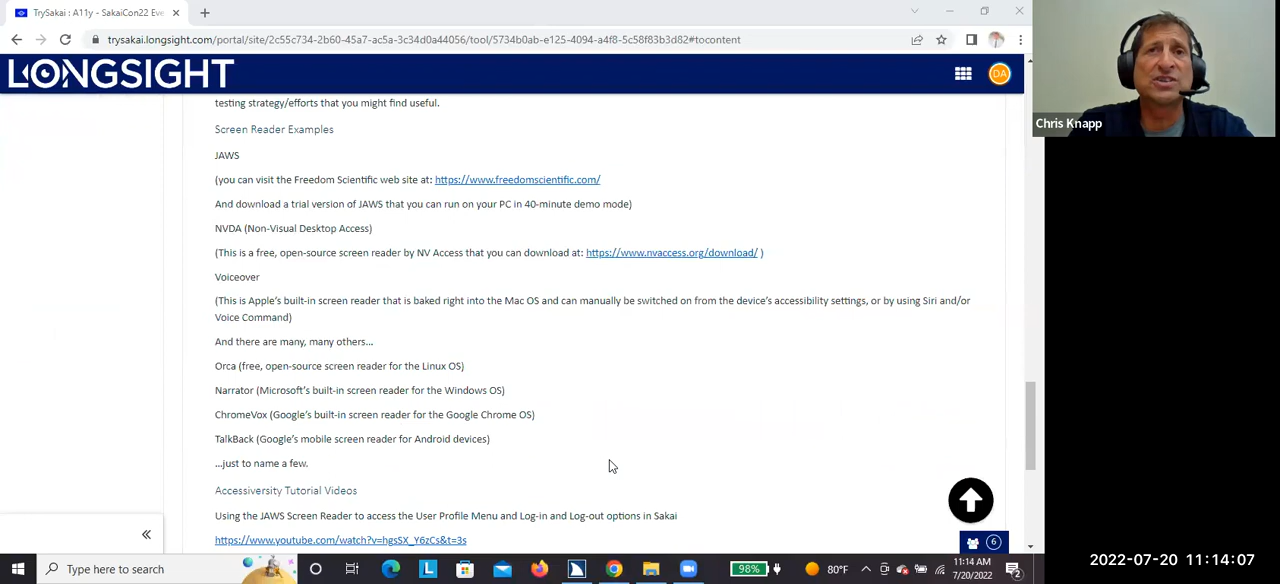 TrySakai : A11y - SakaiCon22 Eve
trysakai.longsight.com/portal/site/2c55c734-2b60-45a7-ac5a-3c34d0a44056/tool/5734b0ab-e125-4094-a4f8-5c58f83b3d82#tocontent
LONGSIGHT
DA
Chris Knapp
testing strategy/efforts that you might find useful.
Screen Reader Examples
JAWS
(you can visit the Freedom Scientific web site at: https://www.freedomscientific.com/
And download a trial version of JAWS that you can run on your PC in 40-minute demo mode)
NVDA (Non-Visual Desktop Access)
(This is a free, open-source screen reader by NV Access that you can download at: https://www.nvaccess.org/download/ )
Voiceover
(This is Apple's built-in screen reader that is baked right into the Mac OS and can manually be switched on from the device's accessibility settings, or by using Siri and/or
Voice Command)
And there are many, many others…
Orca (free, open-source screen reader for the Linux OS)
Narrator (Microsoft's built-in screen reader for the Windows OS)
ChromeVox (Google's built-in screen reader for the Google Chrome OS)
TalkBack (Google's mobile screen reader for Android devices)
…just to name a few.
Accessiversity Tutorial Videos
Using the JAWS Screen Reader to access the User Profile Menu and Log-in and Log-out options in Sakai
https://www.youtube.com/watch?v=hgsSX_Y6zCs&t=3s
6
Type here to search
L
98%
80°F
11:14 AM
7/20/2022
2
2022-07-20 11:14:07